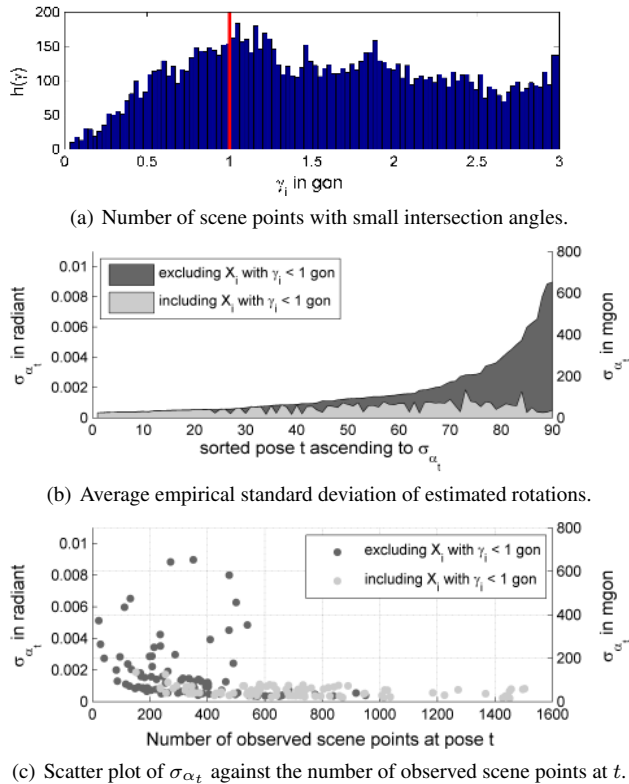 200
150
100
50
0
h(γ)
0.5 1 1.5 2 2.5 3
γi in gon
(a) Number of scene points with small intersection angles.
0.01
0.008
0.006
0.004
0.002
0
σαt in radiant
excluding Xi with γi < 1 gon
including Xi with γi < 1 gon
800
600
400
200
0
σαt in mgon
0 10 20 30 40 50 60 70 80 90
sorted pose t ascending to σαt
(b) Average empirical standard deviation of estimated rotations.
0.01
0.008
0.006
0.004
0.002
0
σαt in radiant
excluding Xi with γi < 1 gon
including Xi with γi < 1 gon
800
600
400
200
0
σαt in mgon
0 200 400 600 800 1000 1200 1400 1600
Number of observed scene points at pose t
(c) Scatter plot of σαt against the number of observed scene points at t.